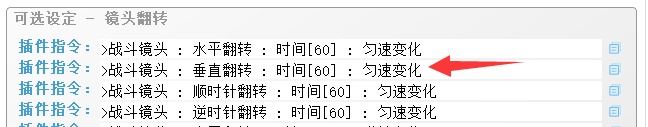 可选设定 - 镜头翻转
插件指令：>战斗镜头 : 水平翻转 : 时间[60] : 匀速变化
插件指令：>战斗镜头 : 垂直翻转 : 时间[60] : 匀速变化
插件指令：>战斗镜头 : 顺时针翻转 : 时间[60] : 匀速变化
插件指令：>战斗镜头 : 逆时针翻转 : 时间[60] : 匀速变化